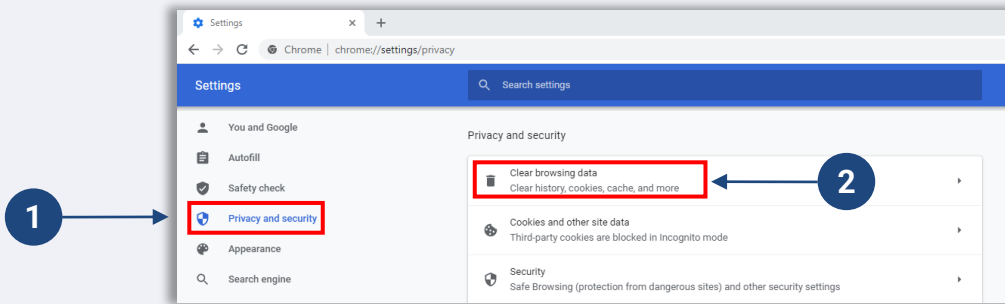 Settings
Chrome | chrome://settings/privacy
Settings
Search settings
You and Google
Autofill
Safety check
1
Privacy and security
Appearance
Search engine
Privacy and security
Clear browsing data
Clear history, cookies, cache, and more
2
Cookies and other site data
Third-party cookies are blocked in Incognito mode
Security
Safe Browsing (protection from dangerous sites) and other security settings